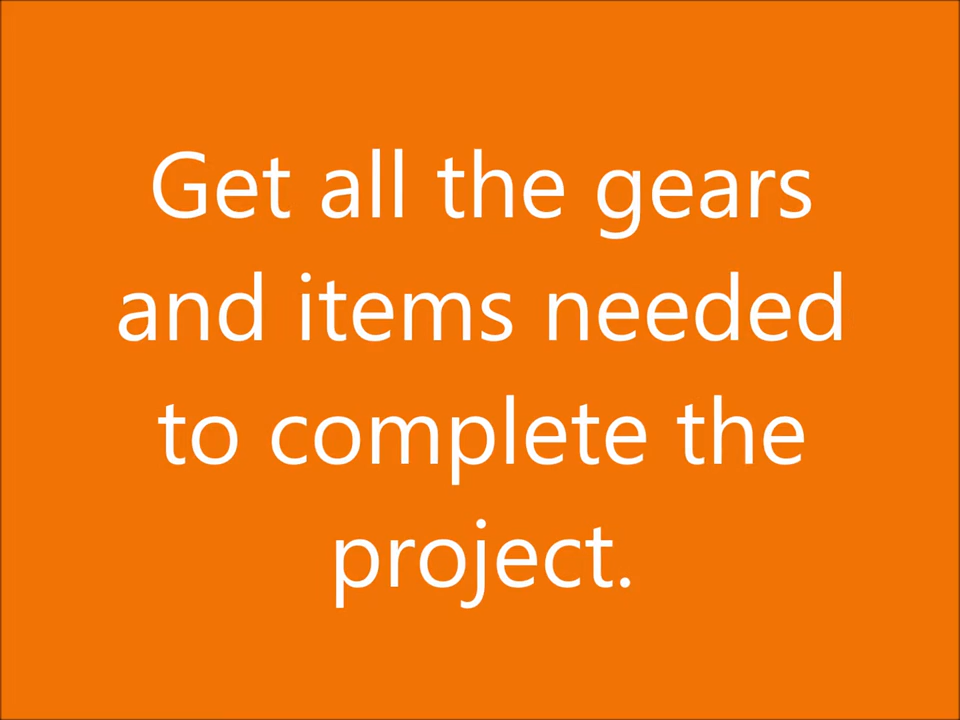 Get all the gears
and items needed
to complete the
project.